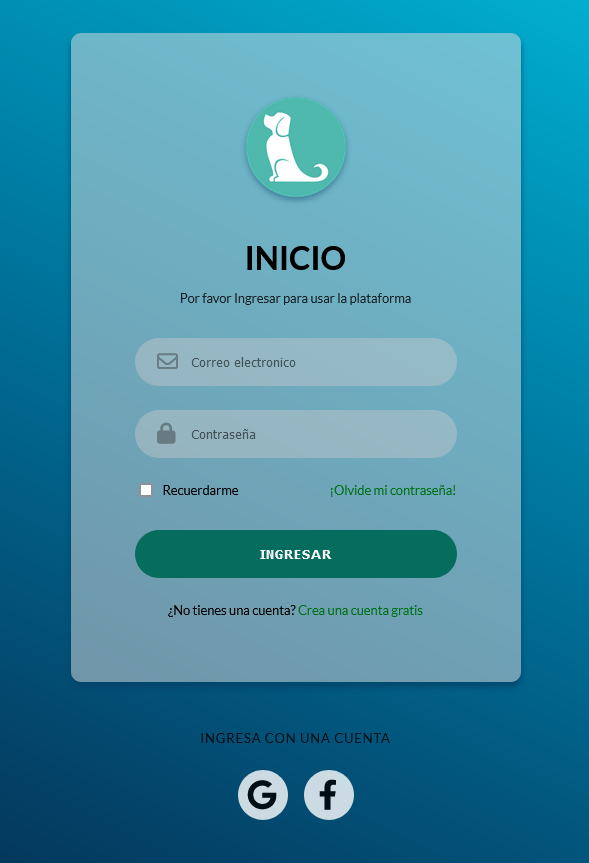 INICIO
Por favor Ingresar para usar la plataforma
Correo electronico
Contraseña
Recuerdarme
¡Olvide mi contraseña!
INGRESAR
¿No tienes una cuenta? Crea una cuenta gratis
INGRESA CON UNA CUENTA